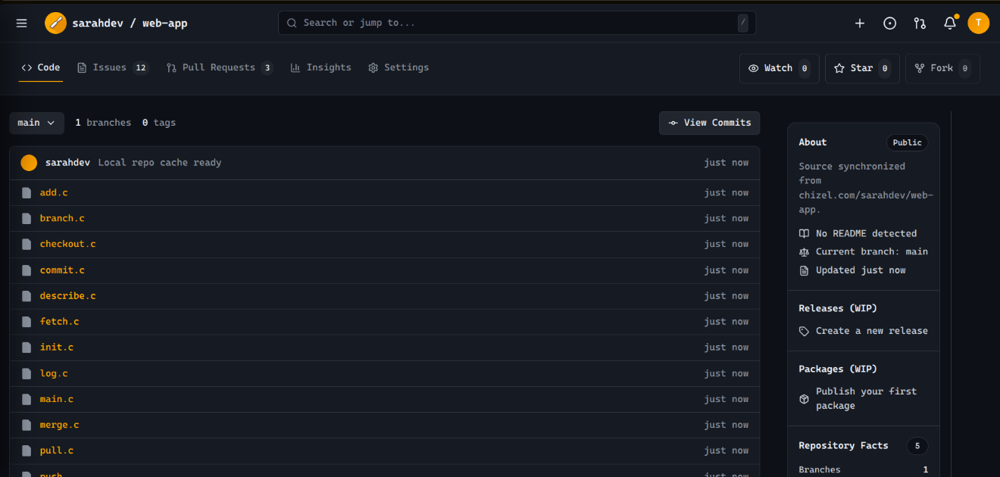 sarahdev / web-app
Search or jump to... /
T
Code
Issues 12
Pull Requests 3
Insights
Settings
Watch 0
Star 0
Fork 0
main
1 branches 0 tags
View Commits
sarahdev Local repo cache ready just now
add.c just now
branch.c just now
checkout.c just now
commit.c just now
describe.c just now
fetch.c just now
init.c just now
log.c just now
main.c just now
merge.c just now
pull.c just now
push just now
About Public
Source synchronized
from
chizel.com/sarahdev/web-
app.
No README detected
Current branch: main
Updated just now
Releases (WIP)
Create a new release
Packages (WIP)
Publish your first
package
Repository Facts 5
Branches 1